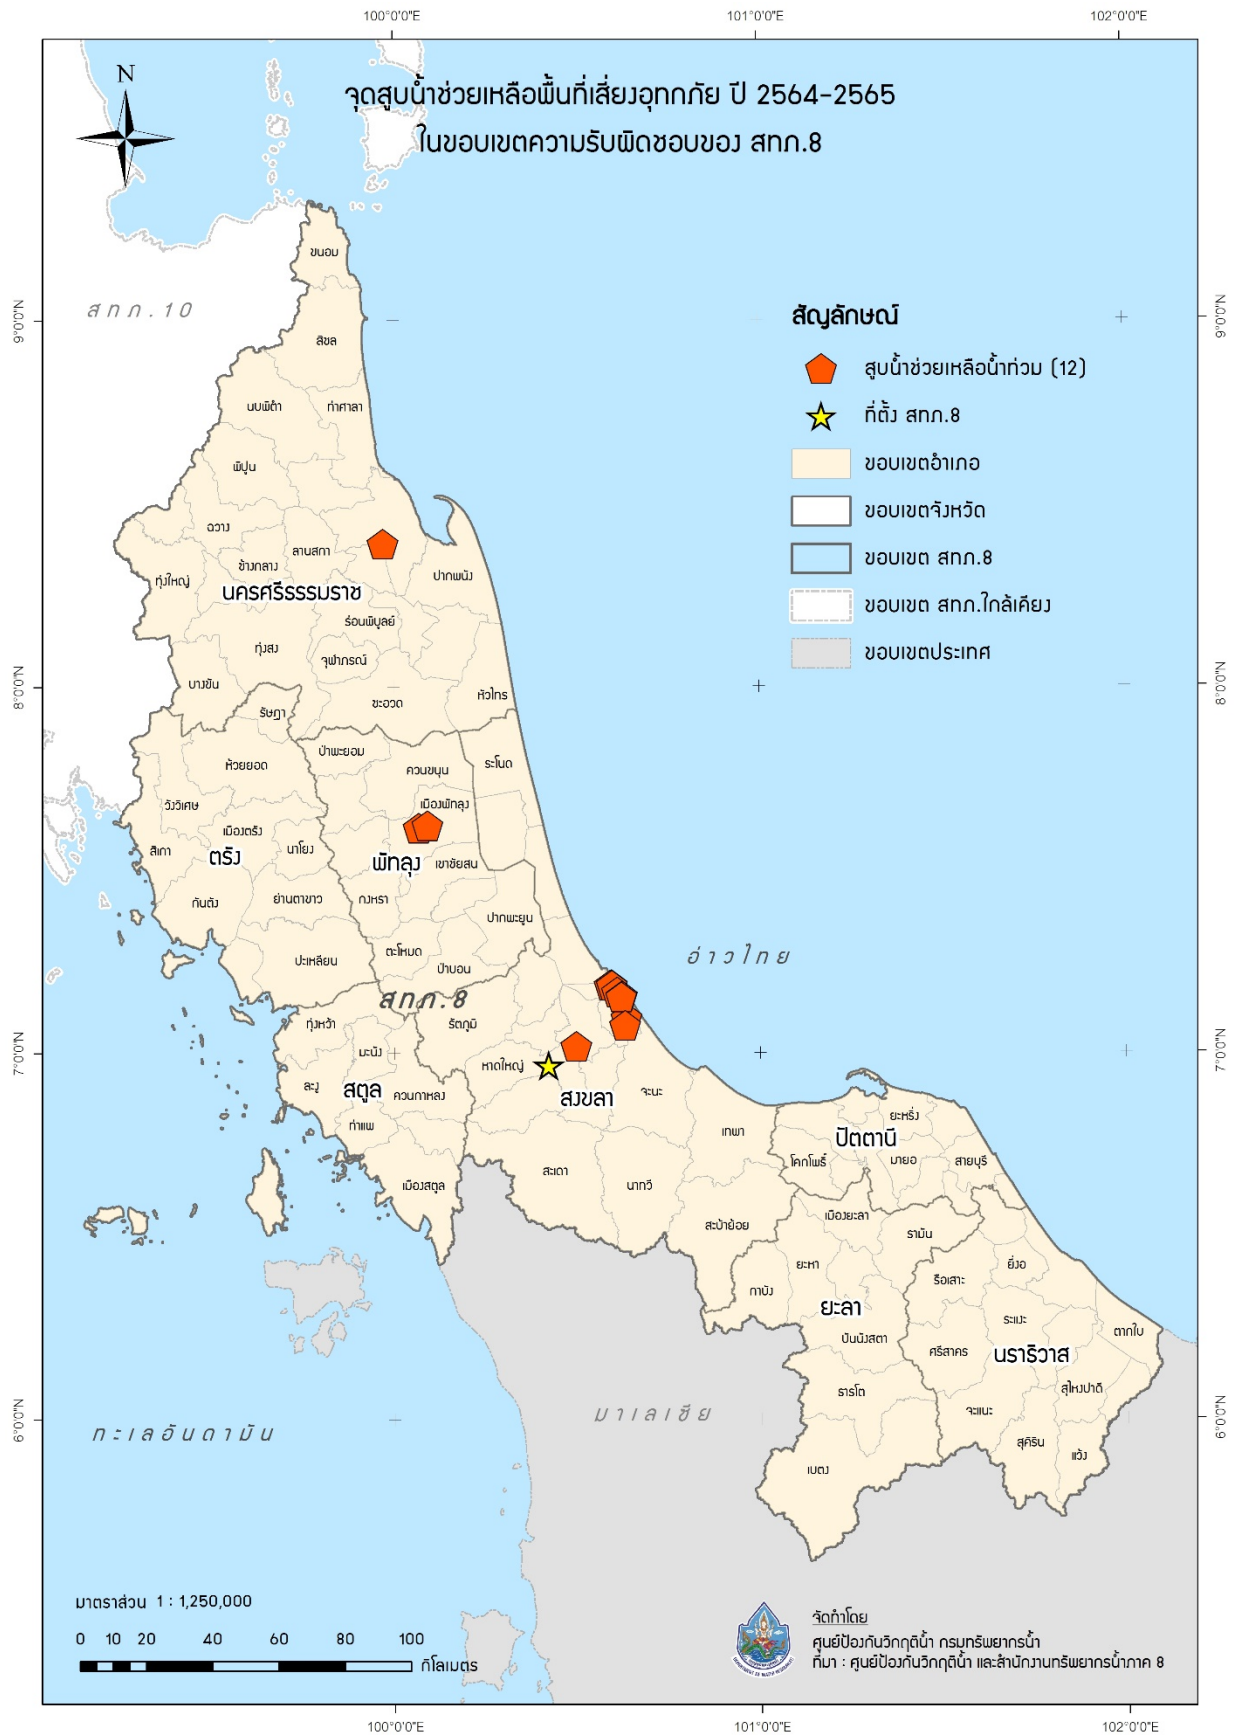 100°0'0"E
101°0'0"E
102°0'0"E
N
จุดสูบน้ำช่วยเหลือพื้นที่เสี่ยงอุทกภัย ปี 2564-2565
ในขอบเขตความรับผิดชอบของ สทภ.8
สทภ.10
9°0'0"N
9°0'0"N
สัญลักษณ์
สูบน้ำช่วยเหลือน้ำท่วม (12)
ที่ตั้ง สทภ.8
ขอบเขตอำเภอ
ขอบเขตจังหวัด
ขอบเขต สทภ.8
ขอบเขต สทภ.ใกล้เคียง
ขอบเขตประเทศ
ขนอม
สิชล
นบพิตำ
ท่าศาลา
พิปูน
ฉวาง
ลานสกา
ช้างกลาง
ทุ่งใหญ่
ปากพนัง
นครศรีธรรมราช
ร่อนพิบูลย์
ทุ่งสง
จุฬาภรณ์
บางขัน
ชะอวด
หัวไทร
8°0'0"N
8°0'0"N
รัษฎา
ป่าพะยอม
ห้วยยอด
ควนขนุน
ระโนด
วังวิเศษ
เมืองพัทลุง
เมืองตรัง
สิเกา
ตรัง
นาโยง
พัทลุง
เขาชัยสน
กันตัง
ย่านตาขาว
กงหรา
ปากพะยูน
ปะเหลียน
ตะโหมด
ป่าบอน
อ่าวไทย
สทภ.8
ทุ่งหว้า
รัตภูมิ
มะนัง
หาดใหญ่
7°0'0"N
7°0'0"N
ละงู
สตูล
ควนกาหลง
สงขลา
จะนะ
ท่าแพ
เทพา
ยะหริ่ง
ปัตตานี
โคกโพธิ์
มายอ
สายบุรี
เมืองสตูล
สะเดา
นาทวี
สะบ้าย้อย
เมืองยะลา
รามัน
ยะหา
ยี่งอ
กาบัง
รือเสาะ
ยะลา
ระแงะ
ตากใบ
บันนังสตา
ศรีสาคร
นราธิวาส
ธารโต
สุไหงปาดี
จะแนะ
6°0'0"N
6°0'0"N
ทะเลอันดามัน
มาเลเซีย
เบตง
สุคิริน
แว้ง
มาตราส่วน 1 : 1,250,000
0 10 20 40 60 80 100
กิโลเมตร
จัดทำโดย
ศูนย์ป้องกันวิกฤติน้ำ กรมทรัพยากรน้ำ
ที่มา : ศูนย์ป้องกันวิกฤติน้ำ และสำนักงานทรัพยากรน้ำภาค 8
100°0'0"E
101°0'0"E
102°0'0"E